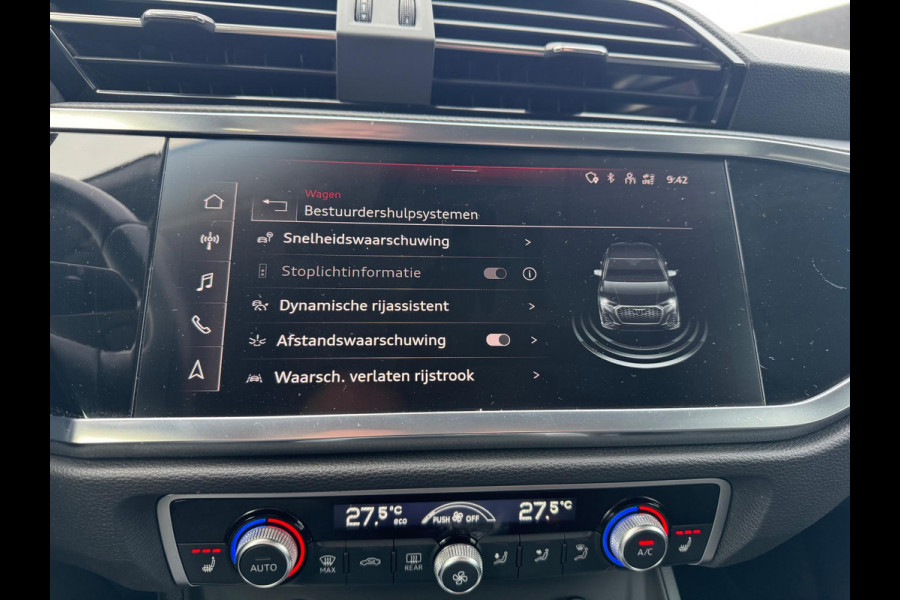 9:42
Wagen
Bestuurdershulpsystemen
Snelheidswaarschuwing
Stoplichtinformatie
Dynamische rijassistent
Afstandswaarschuwing
Waarsch. verlaten rijstrook
27.5°C eco
PUSH OFF
27.5°C
AUTO
MAX
REAR
A/C